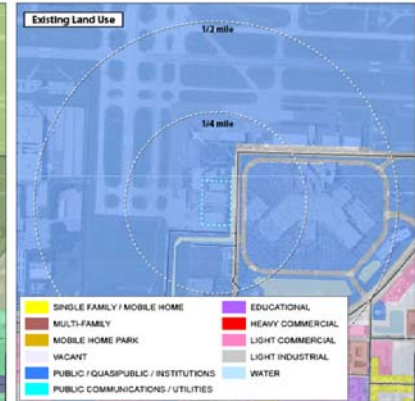 Existing Land Use
1/2 mile
1/4 mile
SINGLE FAMILY / MOBILE HOME
MULTI-FAMILY
MOBILE HOME PARK
VACANT
PUBLIC / QUASIPUBLIC / INSTITUTIONS
PUBLIC COMMUNICATIONS / UTILITIES
EDUCATIONAL
HEAVY COMMERCIAL
LIGHT COMMERCIAL
LIGHT INDUSTRIAL
WATER